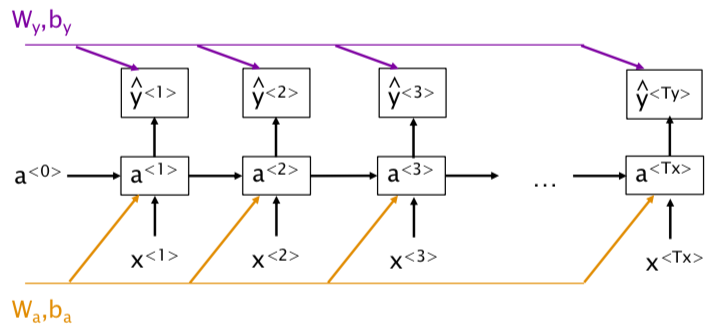 Wy,by
ŷ<1> ŷ<2> ŷ<3> ŷ<Ty>
a<0> a<1> a<2> a<3> ... a<Tx>
x<1> x<2> x<3> x<Tx>
Wa,ba